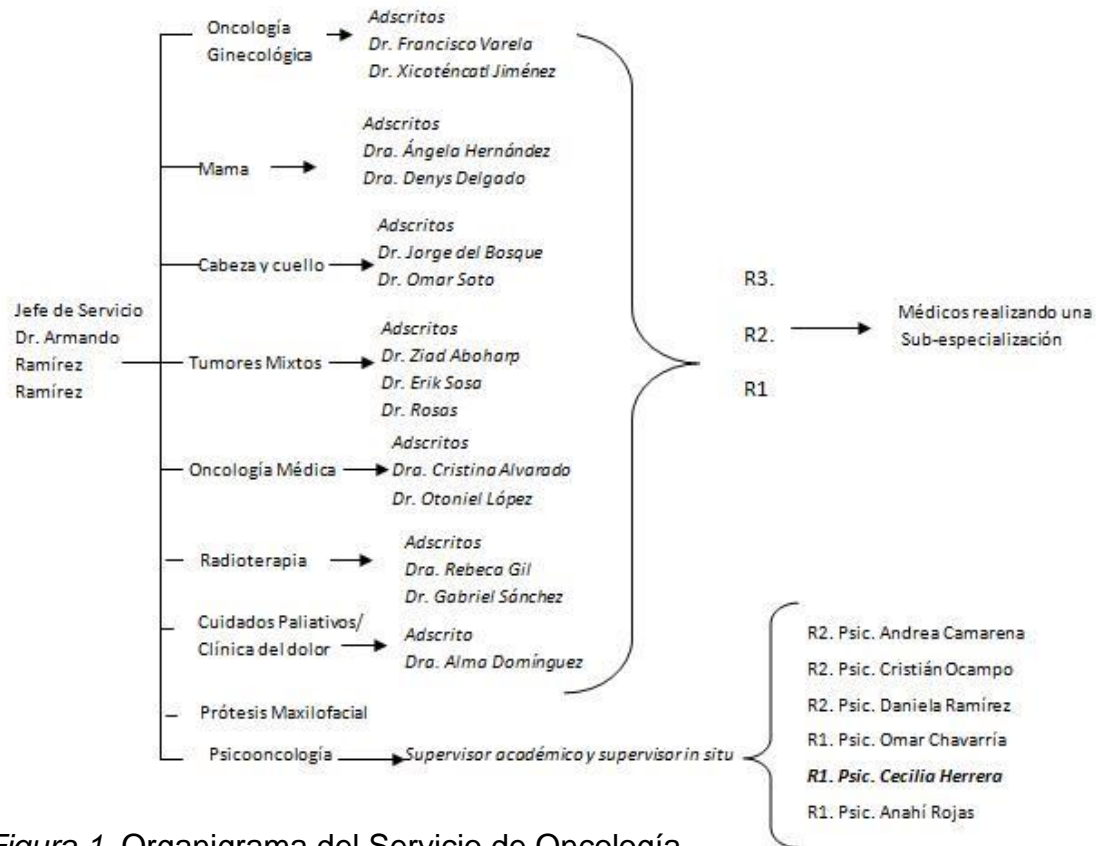 Oncología
Ginecológica
Adscritos
Dr. Francisco Varela
Dr. Xicoténcatl Jiménez
Mama
Adscritos
Dra. Ángela Hernández
Dra. Denys Delgado
Cabeza y cuello
Adscritos
Dr. Jorge del Bosque
Dr. Omar Soto
Jefe de Servicio
Dr. Armando
Ramírez
Ramírez
Tumores Mixtos
Adscritos
Dr. Ziad Aboharp
Dr. Erik Sosa
Dr. Rosas
Oncología Médica
Adscritos
Dra. Cristina Alvarado
Dr. Otoniel López
Radioterapia
Adscritos
Dra. Rebeca Gil
Dr. Gabriel Sánchez
Cuidados Paliativos/
Clínica del dolor
Adscrito
Dra. Alma Domínguez
Prótesis Maxilofacial
Psicooncología
Supervisor académico y supervisor in situ
R3.
R2.
R1
Médicos realizando una
Sub-especialización
R2. Psic. Andrea Camarena
R2. Psic. Cristián Ocampo
R2. Psic. Daniela Ramírez
R1. Psic. Omar Chavarría
R1. Psic. Cecilia Herrera
R1. Psic. Anahí Rojas
Figura 1. Organigrama del Servicio de Oncología